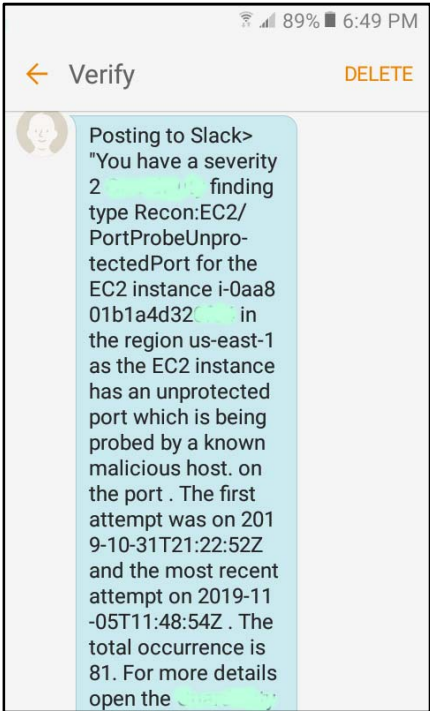 89% 6:49 PM
← Verify DELETE
Posting to Slack>
"You have a severity
2 finding
type Recon:EC2/
PortProbeUnpro-
tectedPort for the
EC2 instance i-0aa8
01b1a4d32 in
the region us-east-1
as the EC2 instance
has an unprotected
port which is being
probed by a known
malicious host. on
the port . The first
attempt was on 201
9-10-31T21:22:52Z
and the most recent
attempt on 2019-11
-05T11:48:54Z . The
total occurrence is
81. For more details
open the